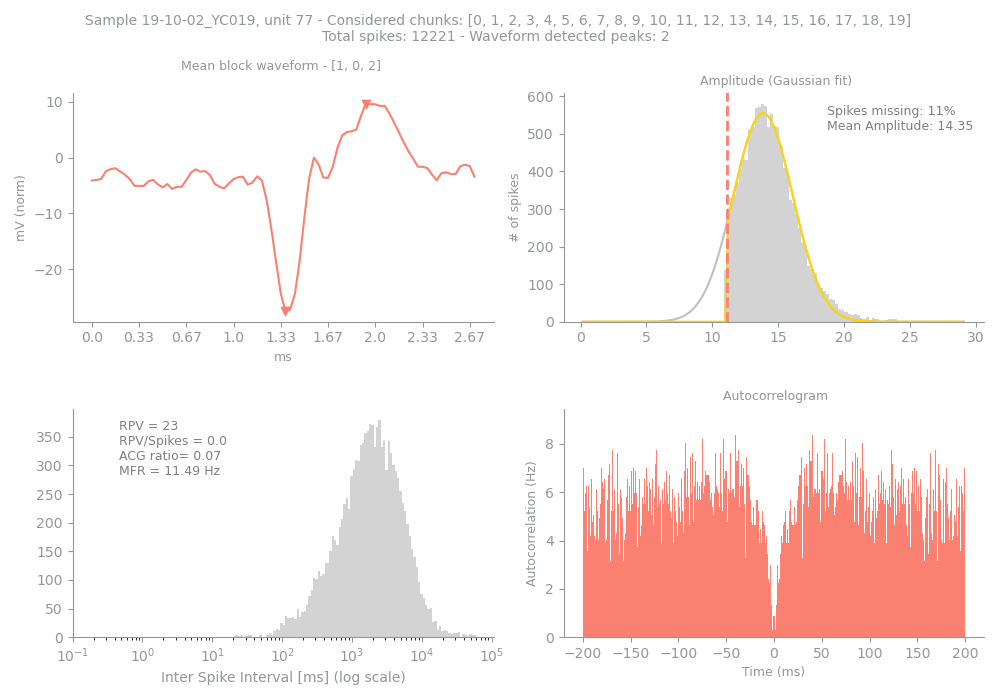 Sample 19-10-02_YC019, unit 77 - Considered chunks: [0, 1, 2, 3, 4, 5, 6, 7, 8, 9, 10, 11, 12, 13, 14, 15, 16, 17, 18, 19]
Total spikes: 12221 - Waveform detected peaks: 2
Mean block waveform - [1, 0, 2]
10
0
−10
−20
mV (norm)
0.0 0.33 0.67 1.0 1.33 1.67 2.0 2.33 2.67
ms
Amplitude (Gaussian fit)
Spikes missing: 11%
Mean Amplitude: 14.35
600
500
400
300
200
100
0
# of spikes
0 5 10 15 20 25 30
RPV = 23
RPV/Spikes = 0.0
ACG ratio= 0.07
MFR = 11.49 Hz
350
300
250
200
150
100
50
0
10⁻¹ 10⁰ 10¹ 10² 10³ 10⁴ 10⁵
Inter Spike Interval [ms] (log scale)
Autocorrelogram
8
6
4
2
0
Autocorrelation (Hz)
−200 −150 −100 −50 0 50 100 150 200
Time (ms)